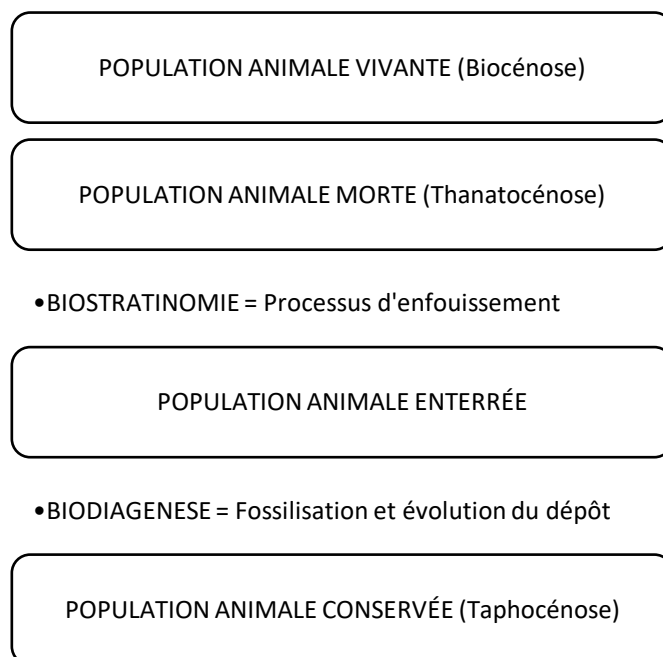 POPULATION ANIMALE VIVANTE (Biocénose)
POPULATION ANIMALE MORTE (Thanatocénose)
•BIOSTRATINOMIE = Processus d'enfouissement
POPULATION ANIMALE ENTERRÉE
•BIODIAGENESE = Fossilisation et évolution du dépôt
POPULATION ANIMALE CONSERVÉE (Taphocénose)